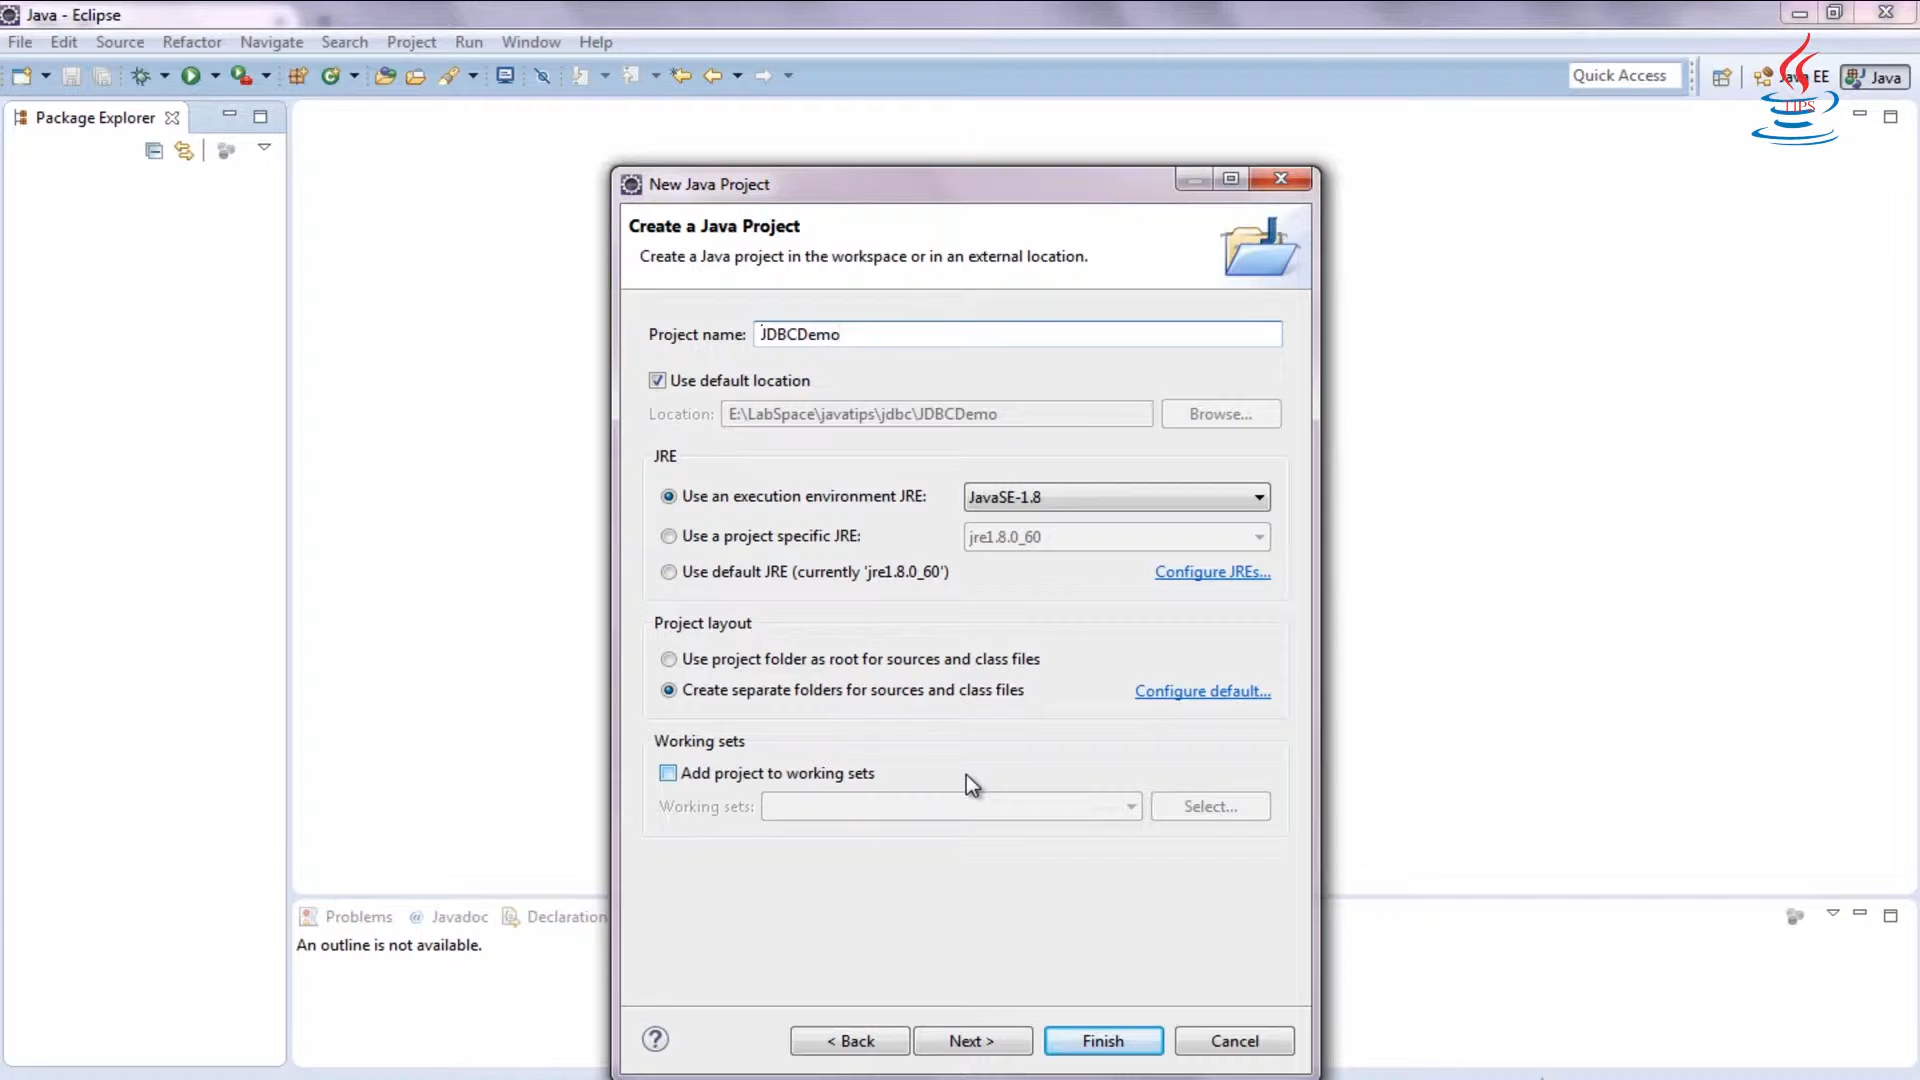 Java - Eclipse
File Edit Source Refactor Navigate Search Project Run Window Help
Quick Access
Java EE
Java
TIPS
Package Explorer
New Java Project
Create a Java Project
Create a Java project in the workspace or in an external location.
Project name: JDBCDemo
Use default location
Location: E:\LabSpace\javatips\jdbc\JDBCDemo Browse...
JRE
Use an execution environment JRE: JavaSE-1.8
Use a project specific JRE: jre1.8.0_60
Use default JRE (currently 'jre1.8.0_60') Configure JREs...
Project layout
Use project folder as root for sources and class files
Create separate folders for sources and class files Configure default...
Working sets
Add project to working sets
Working sets: Select...
Problems @ Javadoc Declaration
An outline is not available.
? < Back Next > Finish Cancel